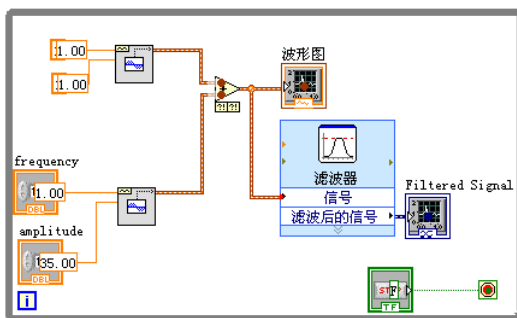 1.00
1.00
波形图
?! ?!
frequency
1.00
DBL
滤波器
信号
滤波后的信号
Filtered Signal
amplitude
35.00
DBL
i
F
TF